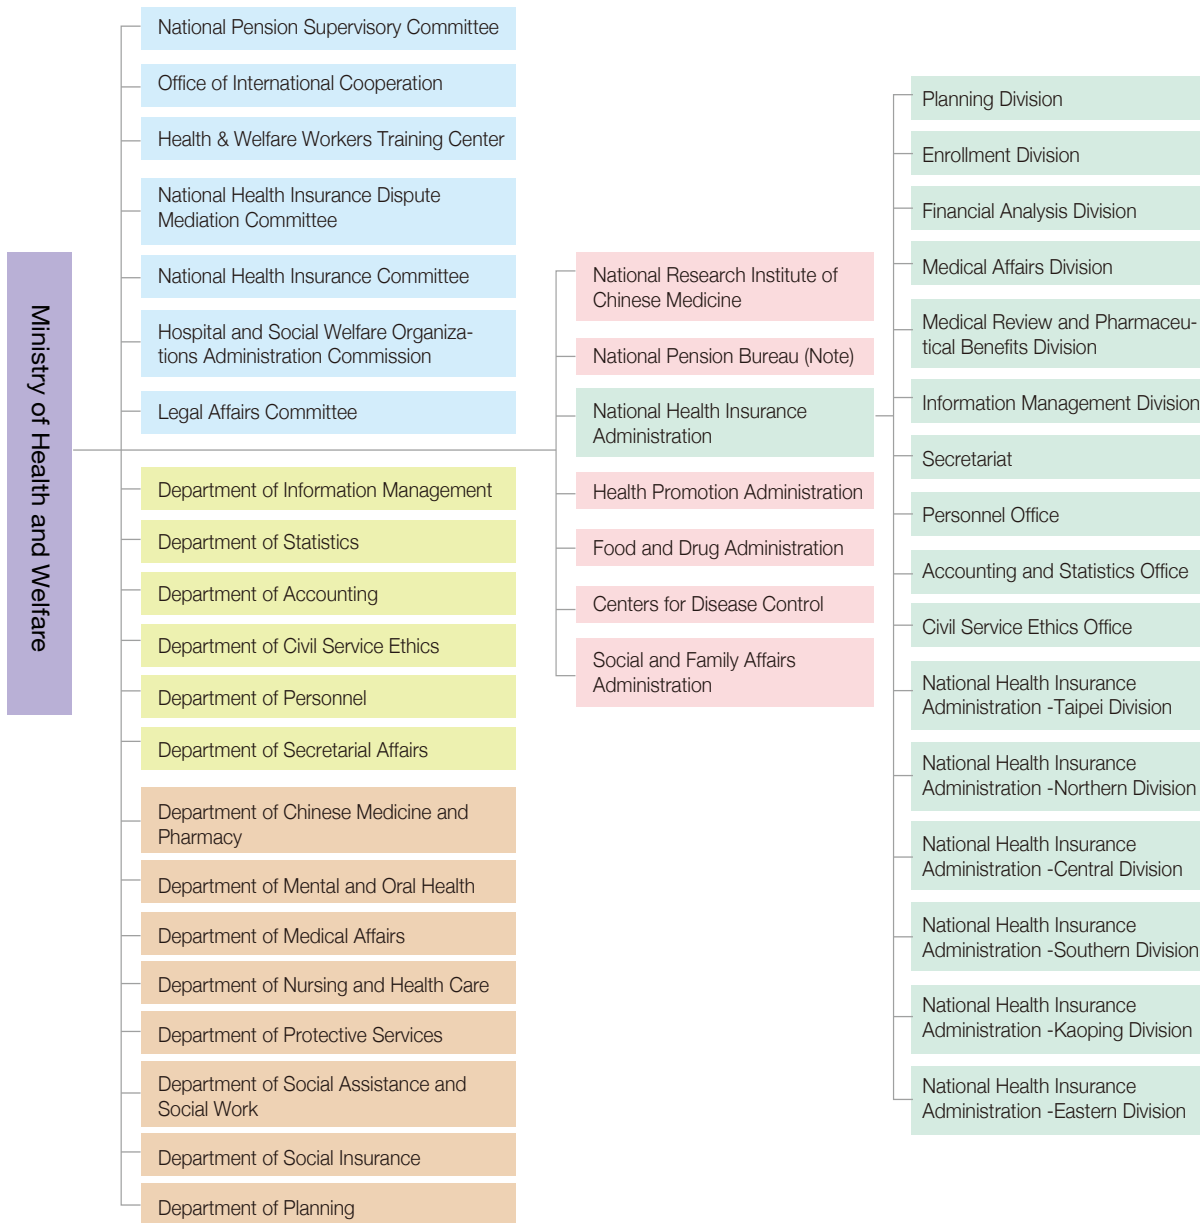 Ministry of Health and Welfare
National Pension Supervisory Committee
Office of International Cooperation
Health & Welfare Workers Training Center
National Health Insurance Dispute
Mediation Committee
National Health Insurance Committee
Hospital and Social Welfare Organiza-
tions Administration Commission
Legal Affairs Committee
Department of Information Management
Department of Statistics
Department of Accounting
Department of Civil Service Ethics
Department of Personnel
Department of Secretarial Affairs
Department of Chinese Medicine and
Pharmacy
Department of Mental and Oral Health
Department of Medical Affairs
Department of Nursing and Health Care
Department of Protective Services
Department of Social Assistance and
Social Work
Department of Social Insurance
Department of Planning
National Research Institute of
Chinese Medicine
National Pension Bureau (Note)
National Health Insurance
Administration
Health Promotion Administration
Food and Drug Administration
Centers for Disease Control
Social and Family Affairs
Administration
Planning Division
Enrollment Division
Financial Analysis Division
Medical Affairs Division
Medical Review and Pharmaceu-
tical Benefits Division
Information Management Division
Secretariat
Personnel Office
Accounting and Statistics Office
Civil Service Ethics Office
National Health Insurance
Administration -Taipei Division
National Health Insurance
Administration -Northern Division
National Health Insurance
Administration -Central Division
National Health Insurance
Administration -Southern Division
National Health Insurance
Administration -Kaoping Division
National Health Insurance
Administration -Eastern Division